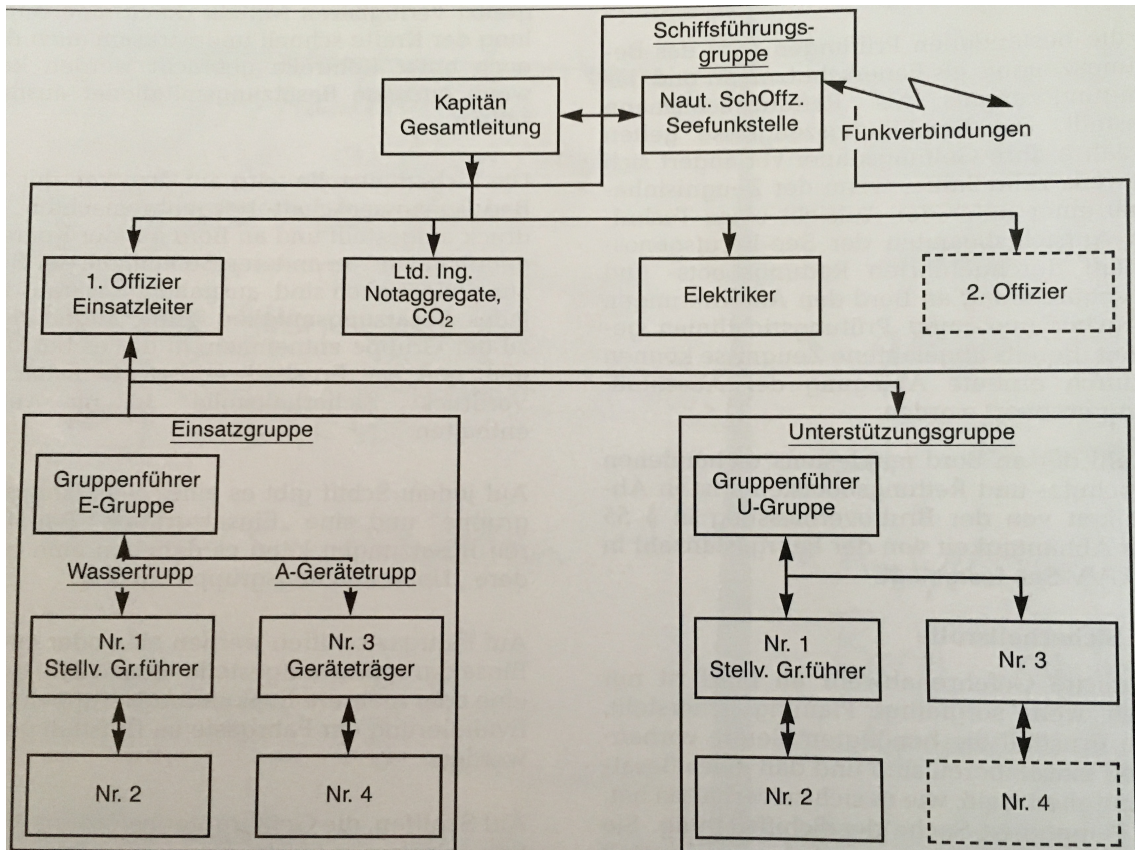 Schiffsführungs-
gruppe
Kapitän
Gesamtleitung
Naut. SchOffz.
Seefunkstelle
Funkverbindungen
1. Offizier
Einsatzleiter
Ltd. Ing.
Notaggregate,
CO₂
Elektriker
2. Offizier
Einsatzgruppe
Gruppenführer
E-Gruppe
Wassertrupp
A-Gerätetrupp
Nr. 1
Stellv. Gr.führer
Nr. 3
Geräteträger
Nr. 2
Nr. 4
Unterstützungsgruppe
Gruppenführer
U-Gruppe
Nr. 1
Stellv. Gr.führer
Nr. 3
Nr. 2
Nr. 4